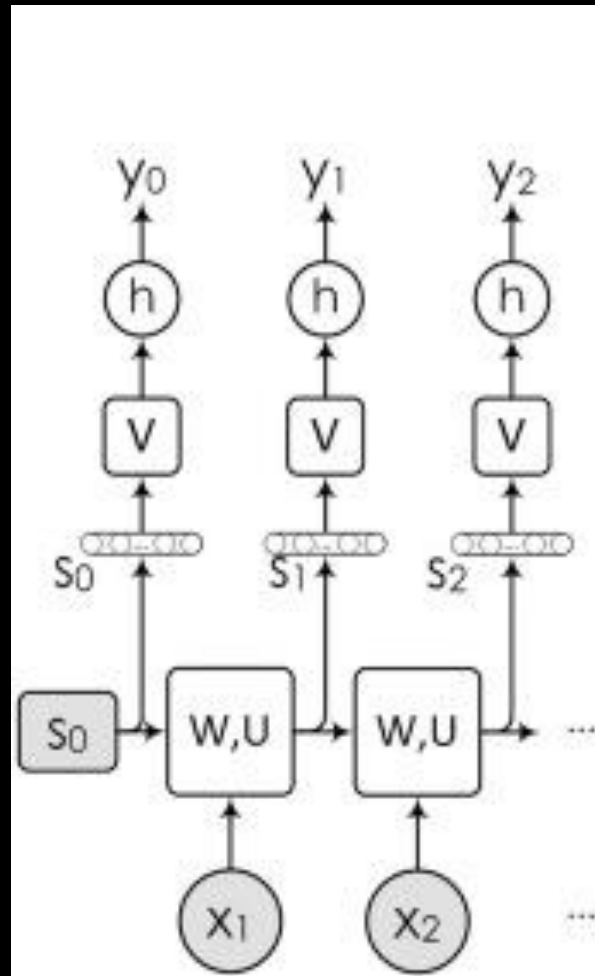 y₀ y₁ y₂
h h h
V V V
s₀ s₁ s₂
s₀ W,U W,U ...
x₁ x₂ ...